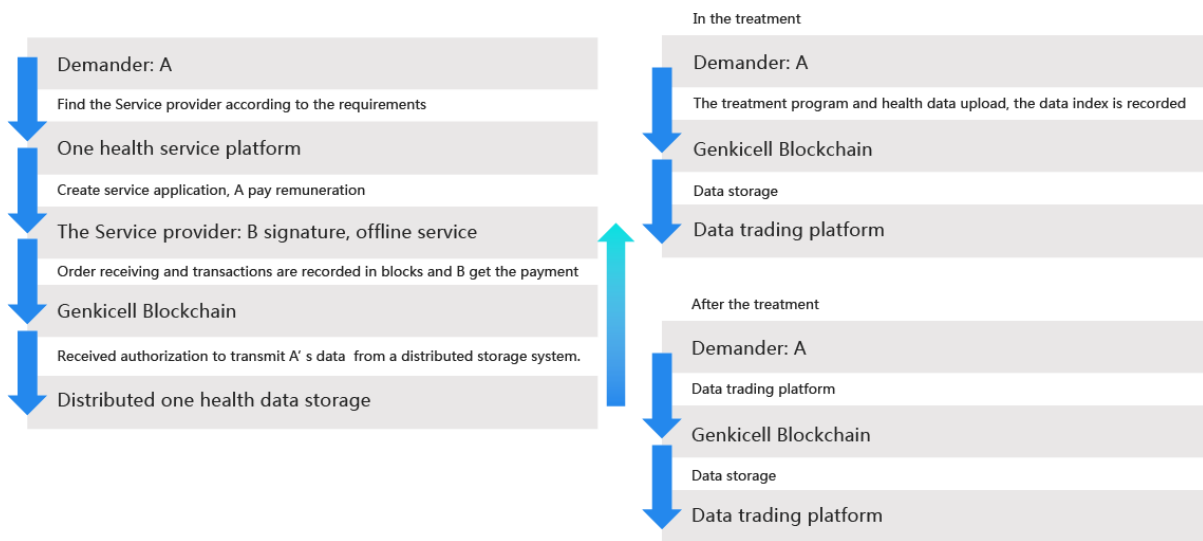 Demander: A
Find the Service provider according to the requirements
One health service platform
Create service application, A pay remuneration
The Service provider: B signature, offline service
Order receiving and transactions are recorded in blocks and B get the payment
Genkicell Blockchain
Received authorization to transmit A' s data from a distributed storage system.
Distributed one health data storage
In the treatment
Demander: A
The treatment program and health data upload, the data index is recorded
Genkicell Blockchain
Data storage
Data trading platform
After the treatment
Demander: A
Data trading platform
Genkicell Blockchain
Data storage
Data trading platform